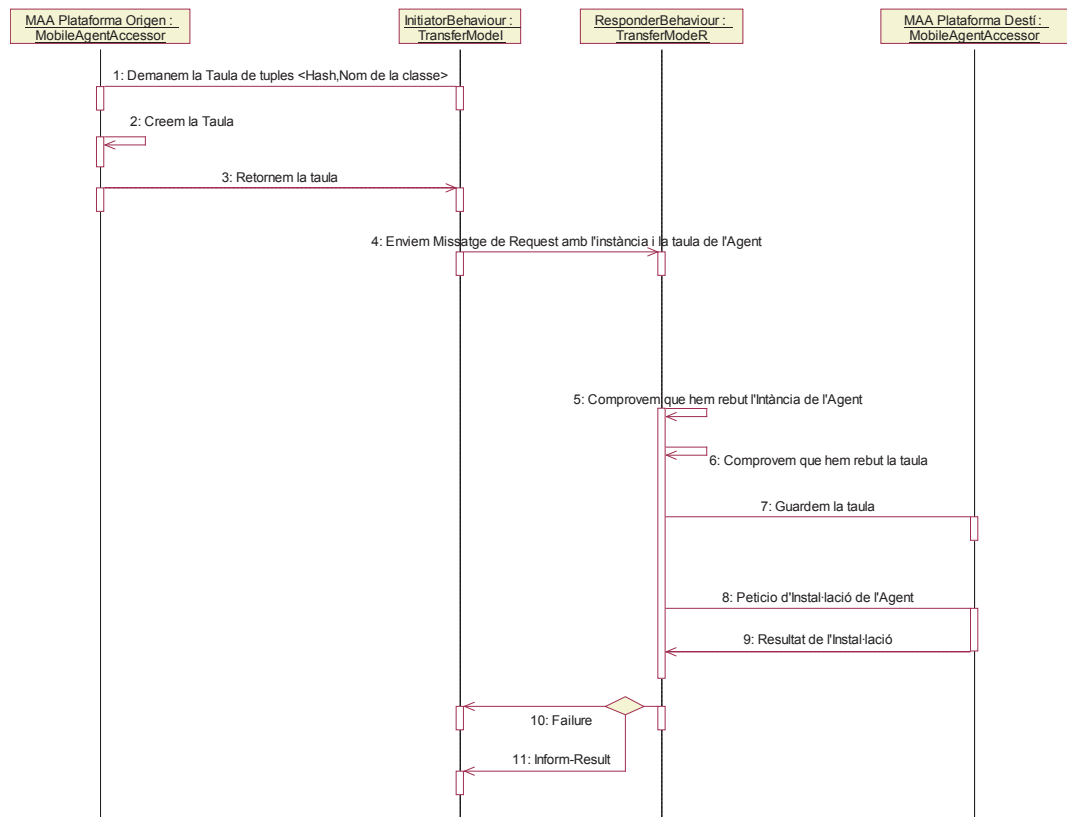 MAA Plataforma Origen :
MobileAgentAccessor
InitiatorBehaviour :
TransferModeI
ResponderBehaviour :
TransferModeR
MAA Plataforma Destí :
MobileAgentAccessor
1: Demanem la Taula de tuples <Hash,Nom de la classe>
2: Creem la Taula
3: Retornem la taula
4: Enviem Missatge de Request amb l'instància i la taula de l'Agent
5: Comprovem que hem rebut l'Intància de l'Agent
6: Comprovem que hem rebut la taula
7: Guardem la taula
8: Peticio d'Instal·lació de l'Agent
9: Resultat de l'Instal·lació
10: Failure
11: Inform-Result